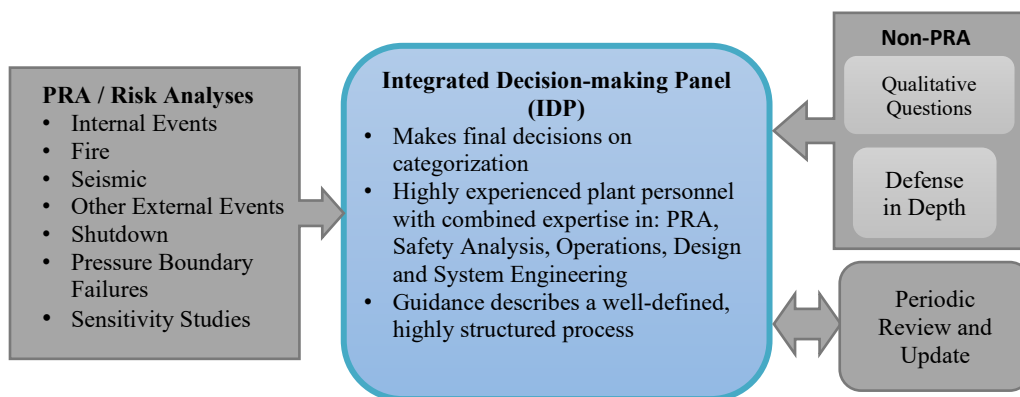 PRA / Risk Analyses
• Internal Events
• Fire
• Seismic
• Other External Events
• Shutdown
• Pressure Boundary
Failures
• Sensitivity Studies
Integrated Decision-making Panel
(IDP)
• Makes final decisions on
categorization
• Highly experienced plant personnel
with combined expertise in: PRA,
Safety Analysis, Operations, Design
and System Engineering
• Guidance describes a well-defined,
highly structured process
Non-PRA
Qualitative
Questions
Defense
in Depth
Periodic
Review and
Update